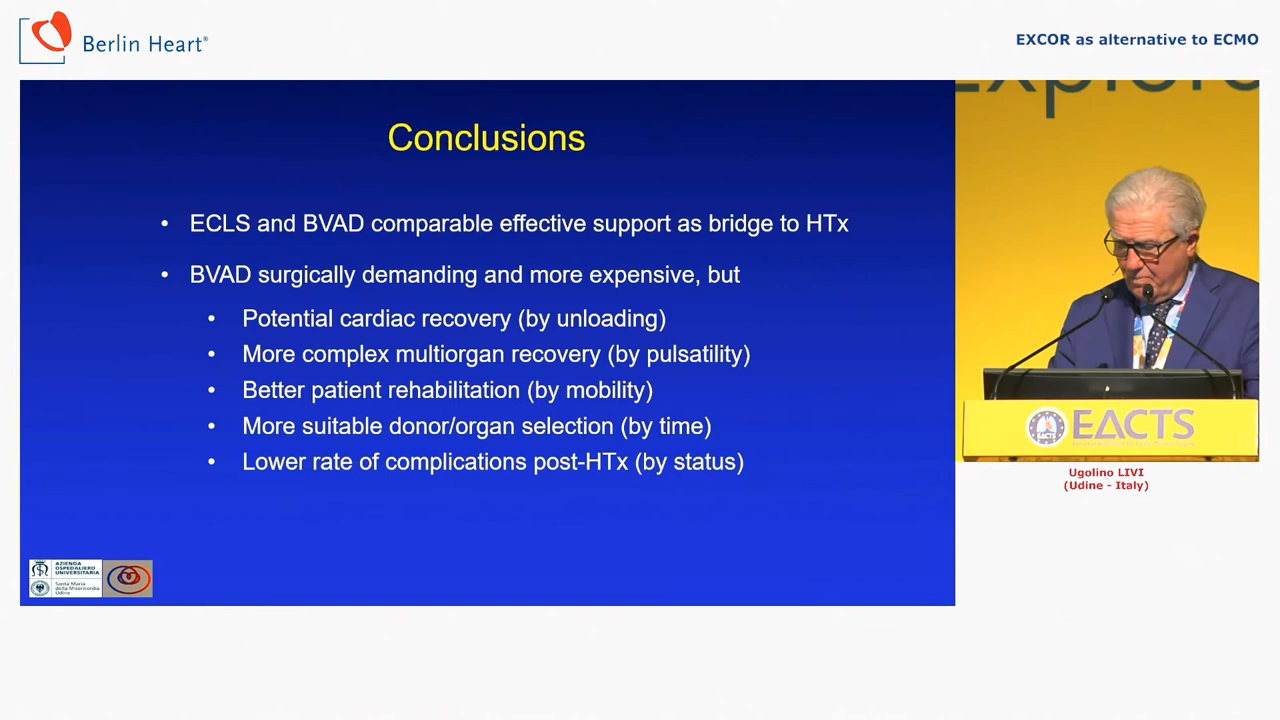 Berlin Heart®
EXCOR as alternative to ECMO
Conclusions
• ECLS and BVAD comparable effective support as bridge to HTx
• BVAD surgically demanding and more expensive, but
• Potential cardiac recovery (by unloading)
• More complex multiorgan recovery (by pulsatility)
• Better patient rehabilitation (by mobility)
• More suitable donor/organ selection (by time)
• Lower rate of complications post-HTx (by status)
AZIENDA
OSPEDALIERO
UNIVERSITARIA
Santa Maria
della Misericordia
Udine
EACTS
EACTS
Ugolino LIVI
(Udine - Italy)